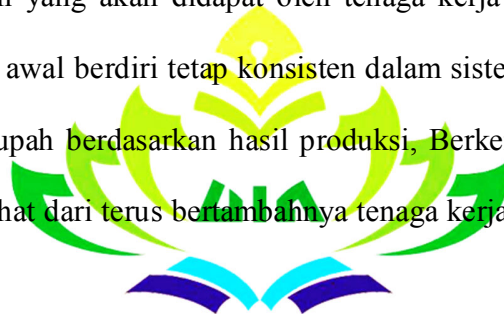 yang akan didapat oleh tenaga kerja
awal berdiri tetap konsisten dalam siste
upah berdasarkan hasil produksi, Berke
hat dari terus bertambahnya tenaga kerja